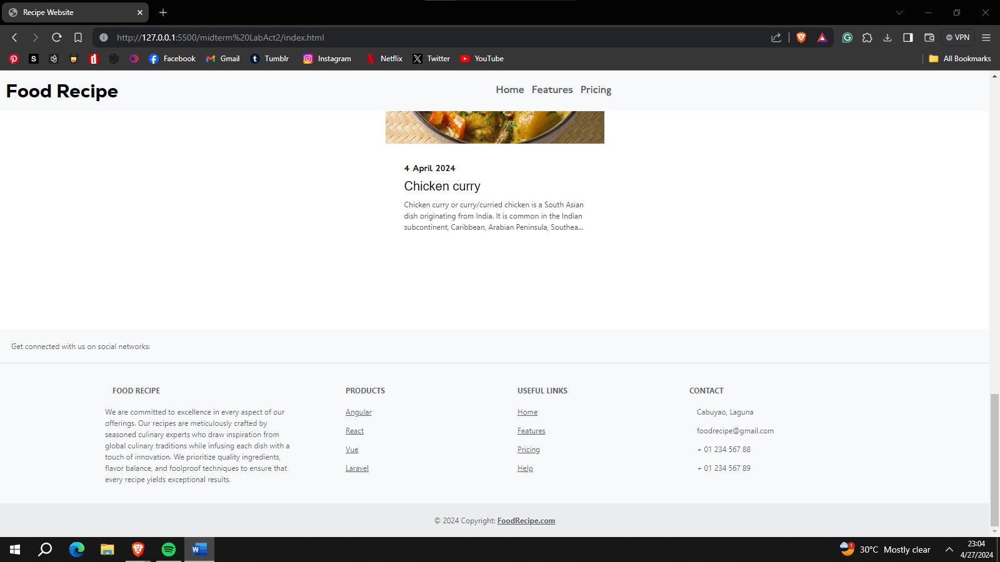 Recipe Website
http://127.0.0.1:5500/midterm%20LabAct2/index.html
VPN
Facebook Gmail Tumblr Instagram Netflix Twitter YouTube All Bookmarks
Food Recipe Home Features Pricing
4 April 2024
Chicken curry
Chicken curry or curry/curried chicken is a South Asian
dish originating from India. It is common in the Indian
subcontinent, Caribbean, Arabian Peninsula, Southea...
Get connected with us on social networks:
FOOD RECIPE
We are committed to excellence in every aspect of our
offerings. Our recipes are meticulously crafted by
seasoned culinary experts who draw inspiration from
global culinary traditions while infusing each dish with a
touch of innovation. We prioritize quality ingredients,
flavor balance, and foolproof techniques to ensure that
every recipe yields exceptional results.
PRODUCTS
Angular
React
Vue
Laravel
USEFUL LINKS
Home
Features
Pricing
Help
CONTACT
Cabuyao, Laguna
foodrecipe@gmail.com
+ 01 234 567 88
+ 01 234 567 89
© 2024 Copyright: FoodRecipe.com
1 30°C Mostly clear
23:04
4/27/2024